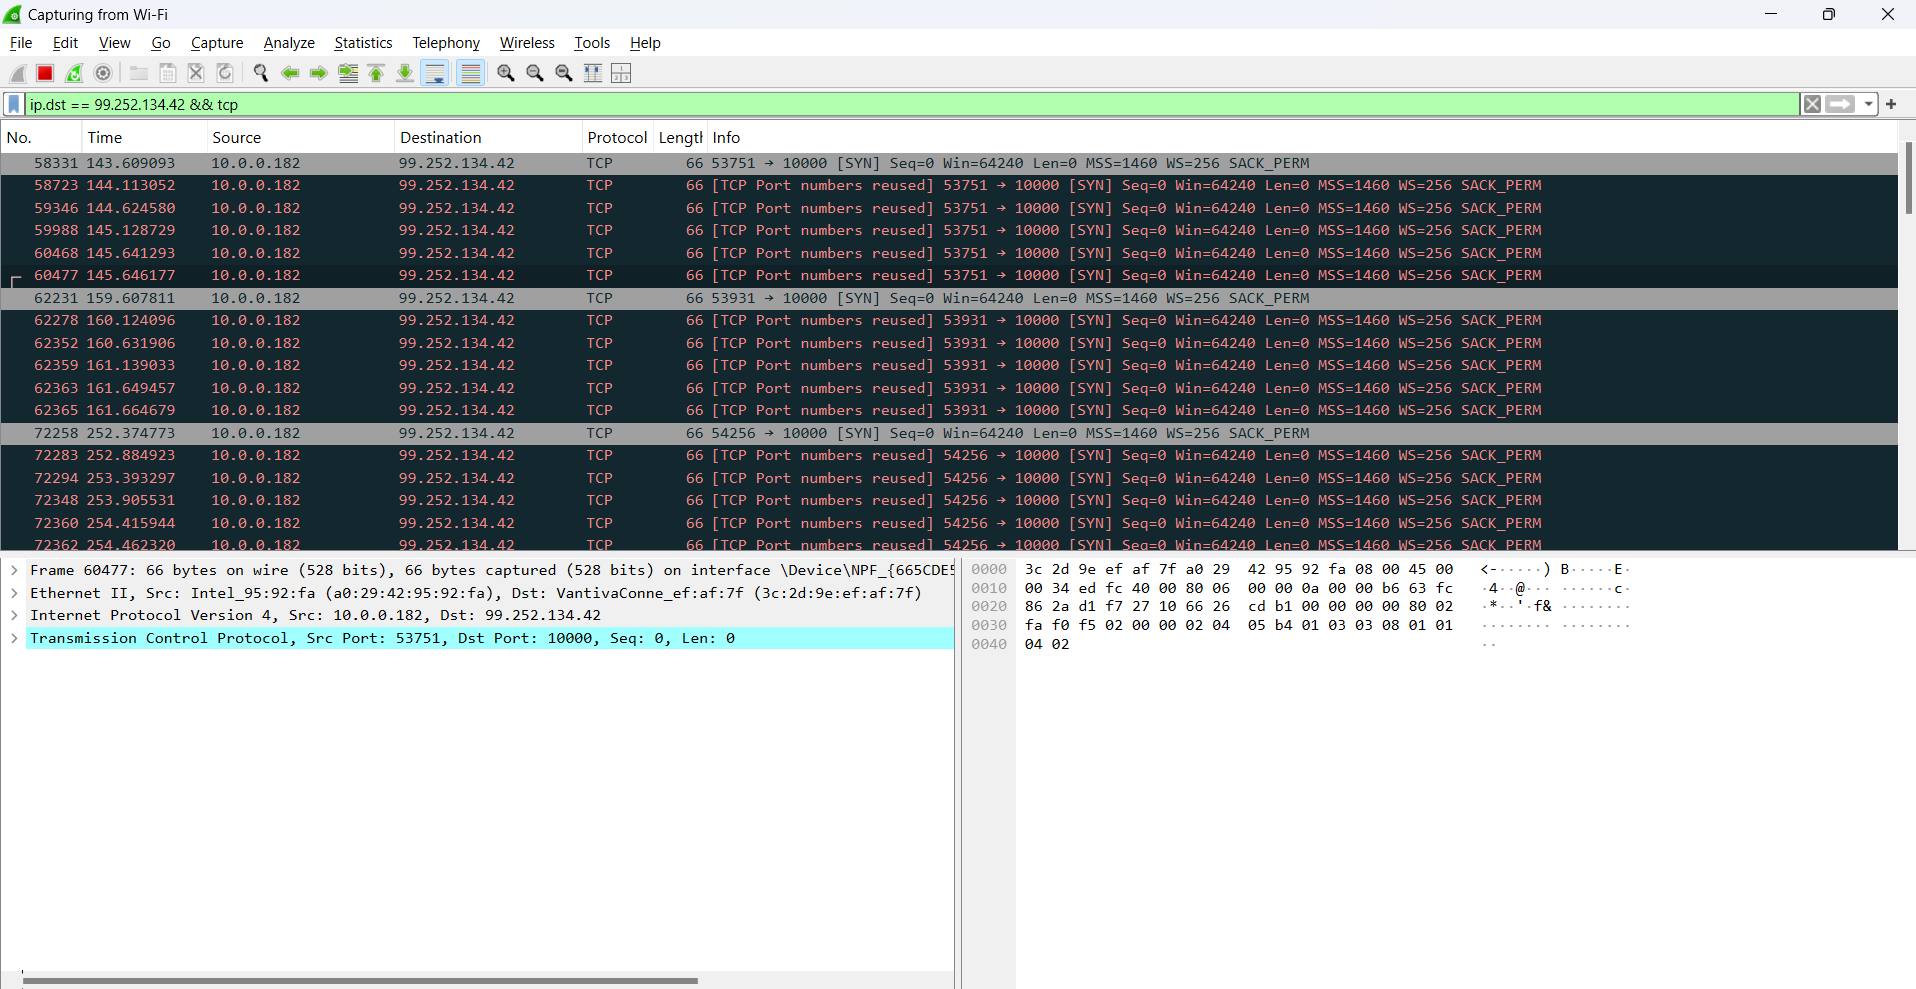 Capturing from Wi-Fi
File Edit View Go Capture Analyze Statistics Telephony Wireless Tools Help
ip.dst == 99.252.134.42 && tcp
No. Time Source Destination Protocol Length Info
58331 143.609093 10.0.0.182 99.252.134.42 TCP 66 53751 → 10000 [SYN] Seq=0 Win=64240 Len=0 MSS=1460 WS=256 SACK_PERM
58723 144.113052 10.0.0.182 99.252.134.42 TCP 66 [TCP Port numbers reused] 53751 → 10000 [SYN] Seq=0 Win=64240 Len=0 MSS=1460 WS=256 SACK_PERM
59346 144.624580 10.0.0.182 99.252.134.42 TCP 66 [TCP Port numbers reused] 53751 → 10000 [SYN] Seq=0 Win=64240 Len=0 MSS=1460 WS=256 SACK_PERM
59988 145.128729 10.0.0.182 99.252.134.42 TCP 66 [TCP Port numbers reused] 53751 → 10000 [SYN] Seq=0 Win=64240 Len=0 MSS=1460 WS=256 SACK_PERM
60468 145.641293 10.0.0.182 99.252.134.42 TCP 66 [TCP Port numbers reused] 53751 → 10000 [SYN] Seq=0 Win=64240 Len=0 MSS=1460 WS=256 SACK_PERM
60477 145.646177 10.0.0.182 99.252.134.42 TCP 66 [TCP Port numbers reused] 53751 → 10000 [SYN] Seq=0 Win=64240 Len=0 MSS=1460 WS=256 SACK_PERM
62231 159.607811 10.0.0.182 99.252.134.42 TCP 66 53931 → 10000 [SYN] Seq=0 Win=64240 Len=0 MSS=1460 WS=256 SACK_PERM
62278 160.124096 10.0.0.182 99.252.134.42 TCP 66 [TCP Port numbers reused] 53931 → 10000 [SYN] Seq=0 Win=64240 Len=0 MSS=1460 WS=256 SACK_PERM
62352 160.631906 10.0.0.182 99.252.134.42 TCP 66 [TCP Port numbers reused] 53931 → 10000 [SYN] Seq=0 Win=64240 Len=0 MSS=1460 WS=256 SACK_PERM
62359 161.139033 10.0.0.182 99.252.134.42 TCP 66 [TCP Port numbers reused] 53931 → 10000 [SYN] Seq=0 Win=64240 Len=0 MSS=1460 WS=256 SACK_PERM
62363 161.649457 10.0.0.182 99.252.134.42 TCP 66 [TCP Port numbers reused] 53931 → 10000 [SYN] Seq=0 Win=64240 Len=0 MSS=1460 WS=256 SACK_PERM
62365 161.664679 10.0.0.182 99.252.134.42 TCP 66 [TCP Port numbers reused] 53931 → 10000 [SYN] Seq=0 Win=64240 Len=0 MSS=1460 WS=256 SACK_PERM
72258 252.374773 10.0.0.182 99.252.134.42 TCP 66 54256 → 10000 [SYN] Seq=0 Win=64240 Len=0 MSS=1460 WS=256 SACK_PERM
72283 252.884923 10.0.0.182 99.252.134.42 TCP 66 [TCP Port numbers reused] 54256 → 10000 [SYN] Seq=0 Win=64240 Len=0 MSS=1460 WS=256 SACK_PERM
72294 253.393297 10.0.0.182 99.252.134.42 TCP 66 [TCP Port numbers reused] 54256 → 10000 [SYN] Seq=0 Win=64240 Len=0 MSS=1460 WS=256 SACK_PERM
72348 253.905531 10.0.0.182 99.252.134.42 TCP 66 [TCP Port numbers reused] 54256 → 10000 [SYN] Seq=0 Win=64240 Len=0 MSS=1460 WS=256 SACK_PERM
72360 254.415944 10.0.0.182 99.252.134.42 TCP 66 [TCP Port numbers reused] 54256 → 10000 [SYN] Seq=0 Win=64240 Len=0 MSS=1460 WS=256 SACK_PERM
72362 254.462320 10.0.0.182 99.252.134.42 TCP 66 [TCP Port numbers reused] 54256 → 10000 [SYN] Seq=0 Win=64240 Len=0 MSS=1460 WS=256 SACK_PERM
Frame 60477: 66 bytes on wire (528 bits), 66 bytes captured (528 bits) on interface \Device\NPF_{665CDE5
Ethernet II, Src: Intel_95:92:fa (a0:29:42:95:92:fa), Dst: VantivaConne_ef:af:7f (3c:2d:9e:ef:af:7f)
Internet Protocol Version 4, Src: 10.0.0.182, Dst: 99.252.134.42
Transmission Control Protocol, Src Port: 53751, Dst Port: 10000, Seq: 0, Len: 0
0000 3c 2d 9e ef af 7f a0 29 42 95 92 fa 08 00 45 00 <-·····) B·····E·
0010 00 34 ed fc 40 00 80 06 00 00 0a 00 00 b6 63 fc ·4··@··· ······c·
0020 86 2a d1 f7 27 10 66 26 cd b1 00 00 00 00 80 02 ·*··'·f& ········
0030 fa f0 f5 02 00 00 02 04 05 b4 01 03 03 08 01 01 ········ ········
0040 04 02 ··